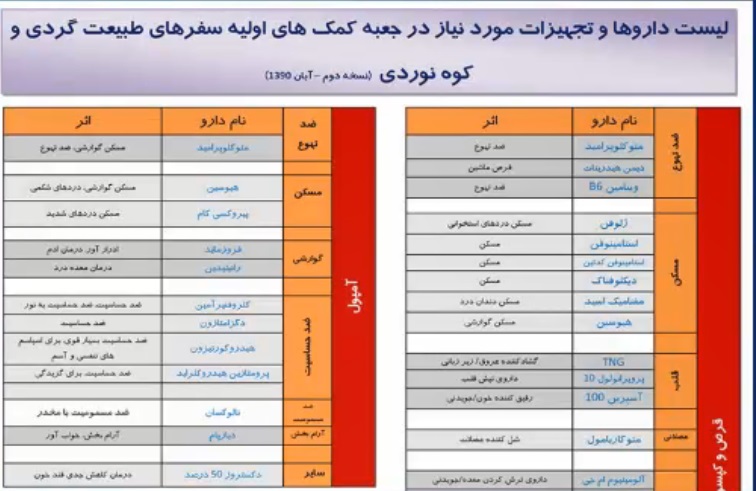 لیست داروها و تجهیزات مورد نیاز در جعبه کمک های اولیه سفرهای طبیعت گردی و
کوه نوردی (نسخه دوم –آبان 1390)
قرص و کپسو
ضد تهوع
نام دارو اثر
متوکلوپرامید ضد تهوع
دیمن هیدرینات قرص ماشین
ویتامین B6 ضد تهوع
مسکن
ژلوفن مسکن دردهای استخوانی
استامینوفن مسکن
استامینوفن کدئین مسکن
دیکلوفناک مسکن
مفنامیک اسید مسکن دندان درد
هیوسین مسکن گوارشی
قلب
TNG گشاد کننده عروق/ زیر زبانی
پروپرانولول 10 داروی تپش قلب
آسپرین 100 رقیق کننده خون/جویدنی
عضلانی
متوکاربامول شل کننده عضلات
آلومینیوم ام جی داروی ترش کردن معده/جویدنی
آمپول
ضد
تهوع
نام دارو اثر
متوکلوپرامید مسکن گوارشی، ضد تهوع
مسکن
هیوسین مسکن گوارشی، دردهای شکمی
پیروکسی کام مسکن دردهای شدید
گوارشی
فروزماید ادرار آور، درمان ادم
رانیتیدین درمان معده درد
ضد حساسیت
کلروفنیرآمین ضد حساسیت، ضد حساسیت به نور
دگزامتازون ضد حساسیت
هیدروکورتیزون ضد حساسیت بسیار قوی، برای اسپاسم
های تنفسی و آسم
پرومتازین هیدروکلراید ضد حساسیت، برای گزیدگی
ضد
مسمومیت
نالوکسان ضد مسمومیت با مخدر
آرام بخش
دیازپام آرام بخش، خواب آور
سایر
دکستروز 50 درصد درمان کاهش جدی قند خون